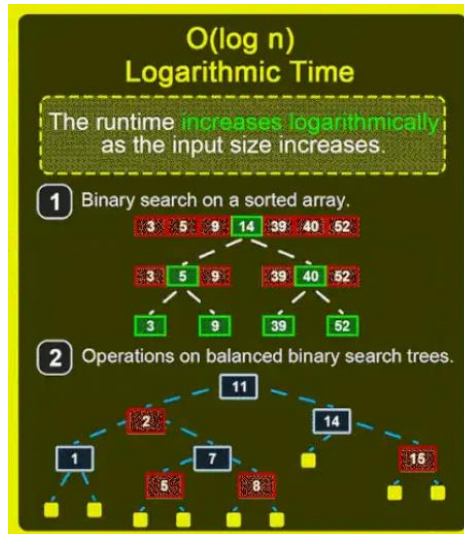 O(log n)
Logarithmic Time
The runtime increases logarithmically
as the input size increases.
1 Binary search on a sorted array.
3 5 9 14 39 40 52
3 5 9 39 40 52
3 9 39 52
2 Operations on balanced binary search trees.
11
2 14
1 7 15
5 8